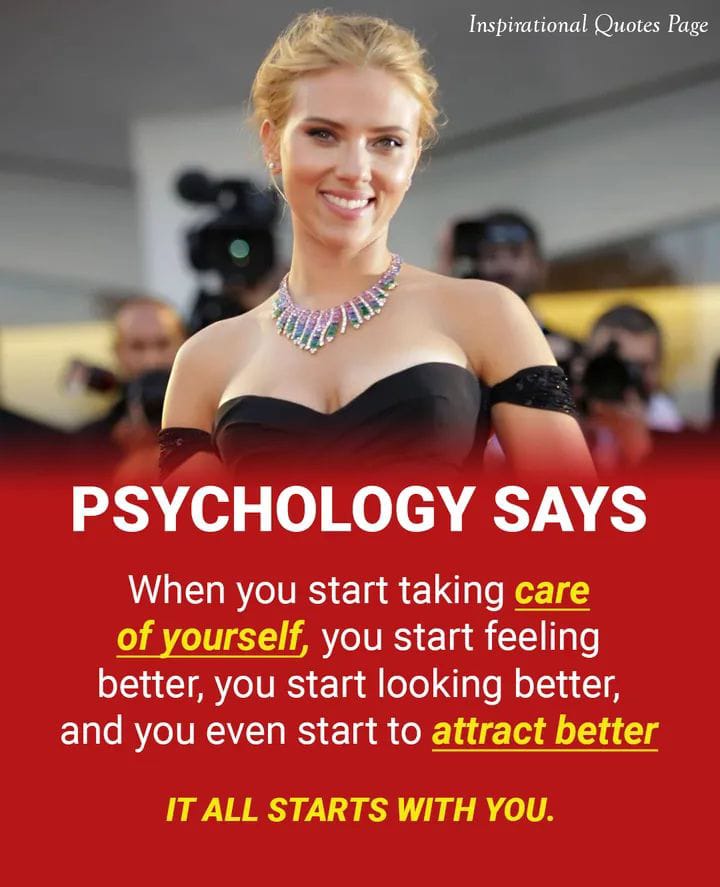 Inspirational Quotes Page
PSYCHOLOGY SAYS
When you start taking care
of yourself, you start feeling
better, you start looking better,
and you even start to attract better
IT ALL STARTS WITH YOU.